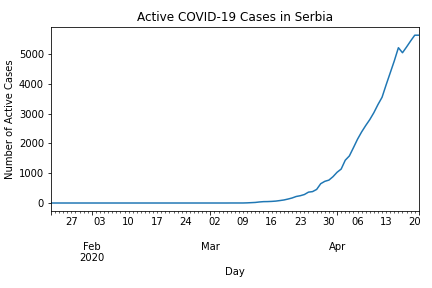 Active COVID-19 Cases in Serbia
Number of Active Cases
5000
4000
3000
2000
1000
0
27 03 10 17 24 02 09 16 23 30 06 13 20
Feb Mar Apr
2020
Day